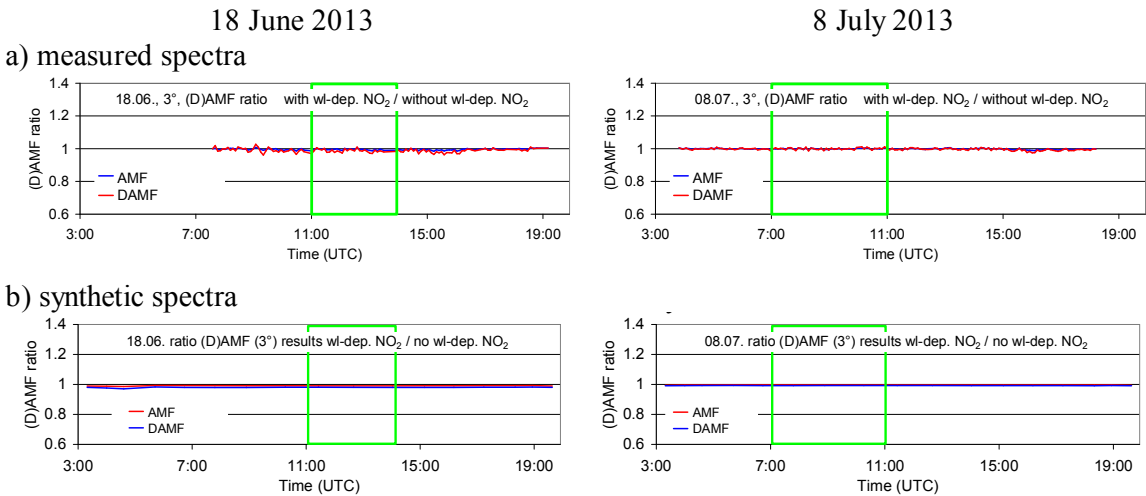 18 June 2013
8 July 2013
a) measured spectra
1.4
1.2
1
0.8
0.6
(D)AMF ratio
18.06., 3°, (D)AMF ratio with wl-dep. NO₂ / without wl-dep. NO₂
AMF
DAMF
3:00 7:00 11:00 15:00 19:00
Time (UTC)
1.4
1.2
1
0.8
0.6
(D)AMF ratio
08.07., 3°, (D)AMF ratio with wl-dep. NO₂ / without wl-dep. NO₂
AMF
DAMF
3:00 7:00 11:00 15:00 19:00
Time (UTC)
b) synthetic spectra
1.4
1.2
1
0.8
0.6
(D)AMF ratio
18.06. ratio (D)AMF (3°) results wl-dep. NO₂ / no wl-dep. NO₂
AMF
DAMF
3:00 7:00 11:00 15:00 19:00
Time (UTC)
1.4
1.2
1
0.8
0.6
(D)AMF ratio
08.07. ratio (D)AMF (3°) results wl-dep. NO₂ / no wl-dep. NO₂
AMF
DAMF
3:00 7:00 11:00 15:00 19:00
Time (UTC)